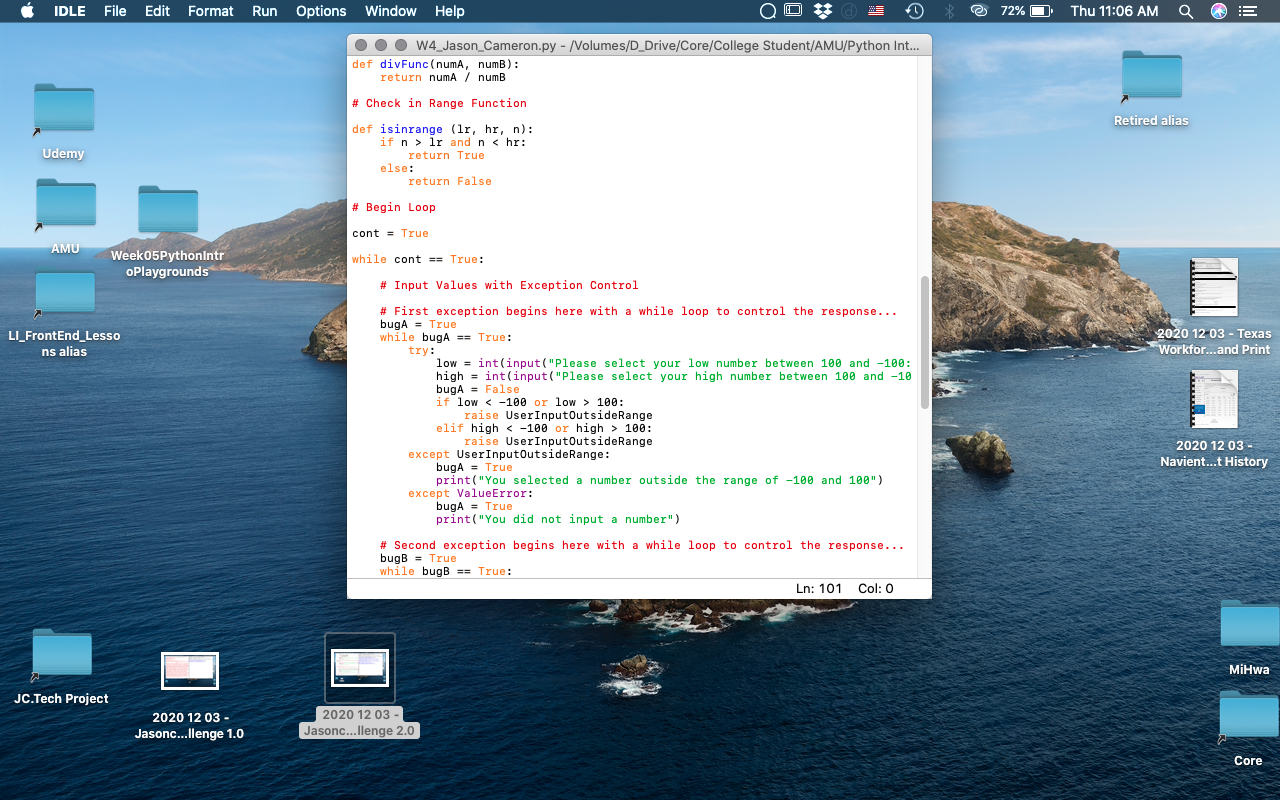 IDLE File Edit Format Run Options Window Help 72% Thu 11:06 AM
W4_Jason_Cameron.py - /Volumes/D_Drive/Core/College Student/AMU/Python Int...
def divFunc(numA, numB):
    return numA / numB
# Check in Range Function
def isinrange (lr, hr, n):
    if n > lr and n < hr:
        return True
    else:
        return False
# Begin Loop
cont = True
while cont == True:
    # Input Values with Exception Control
    # First exception begins here with a while loop to control the response...
    bugA = True
    while bugA == True:
        try:
            low = int(input("Please select your low number between 100 and -100:
            high = int(input("Please select your high number between 100 and -10
            bugA = False
            if low < -100 or low > 100:
                raise UserInputOutsideRange
            elif high < -100 or high > 100:
                raise UserInputOutsideRange
        except UserInputOutsideRange:
            bugA = True
            print("You selected a number outside the range of -100 and 100")
        except ValueError:
            bugA = True
            print("You did not input a number")
    # Second exception begins here with a while loop to control the response...
    bugB = True
    while bugB == True:
Ln: 101 Col: 0
Udemy
AMU
Week05PythonIntr
oPlaygrounds
LI_FrontEnd_Lesso
ns alias
JC.Tech Project
2020 12 03 -
Jasonc...llenge 1.0
2020 12 03 -
Jasonc...llenge 2.0
Retired alias
2020 12 03 - Texas
Workfor...and Print
2020 12 03 -
Navient...t History
MiHwa
Core